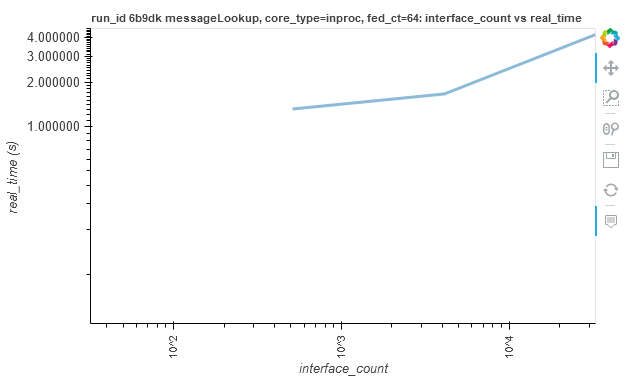 run_id 6b9dk messageLookup, core_type=inproc, fed_ct=64: interface_count vs real_time
4.000000
3.000000
2.000000
1.000000
real_time (s)
10^2
10^3
10^4
interface_count